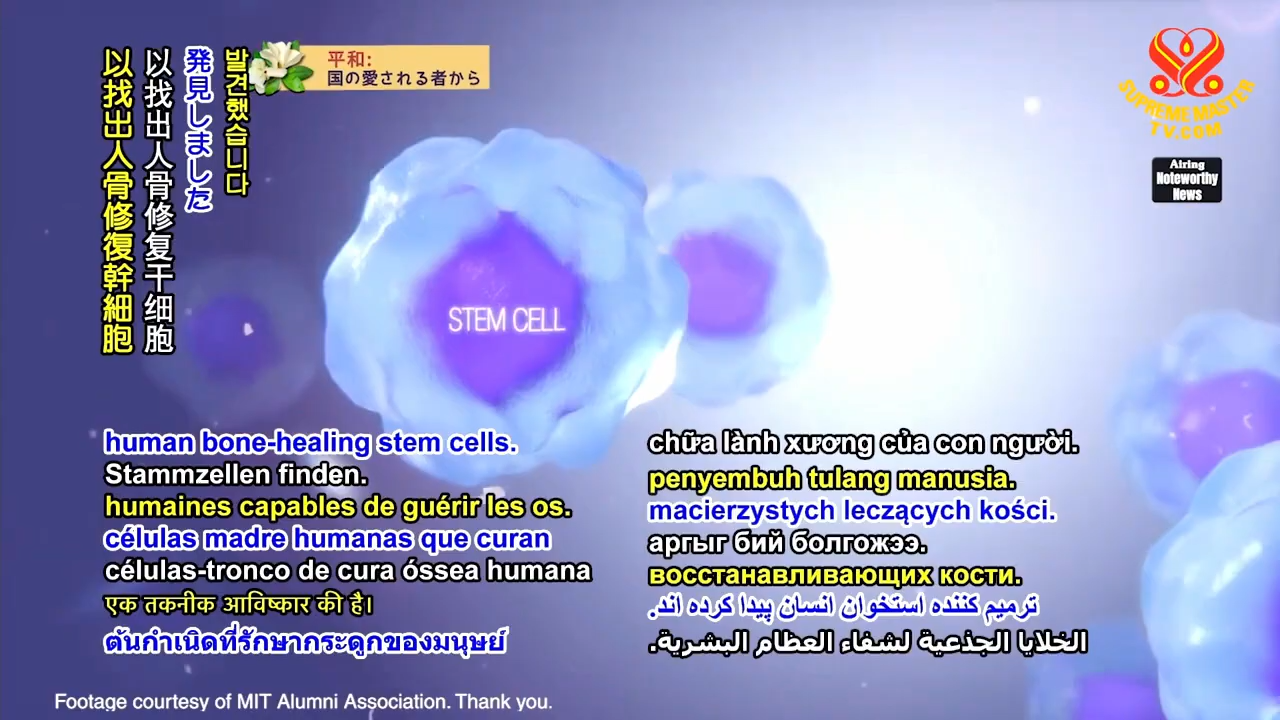 발견했습니다
発見しました
以找出人骨修复干细胞
以找出人骨修復幹細胞
平和:
国の愛される者から
SUPREME MASTER
TV.COM
Airing
Noteworthy
News
STEM CELL
human bone-healing stem cells.
Stammzellen finden.
humaines capables de guérir les os.
células madre humanas que curan
células-tronco de cura óssea humana
एक तकनीक आविष्कार की है।
ต้นกำเนิดที่รักษากระดูกของมนุษย์
chữa lành xương của con người.
penyembuh tulang manusia.
macierzystych leczących kości.
аргыг бий болгожээ.
восстанавливающих кости.
ترمیم کننده استخوان انسان پیدا کرده اند.
الخلايا الجذعية لشفاء العظام البشرية.
Footage courtesy of MIT Alumni Association. Thank you.